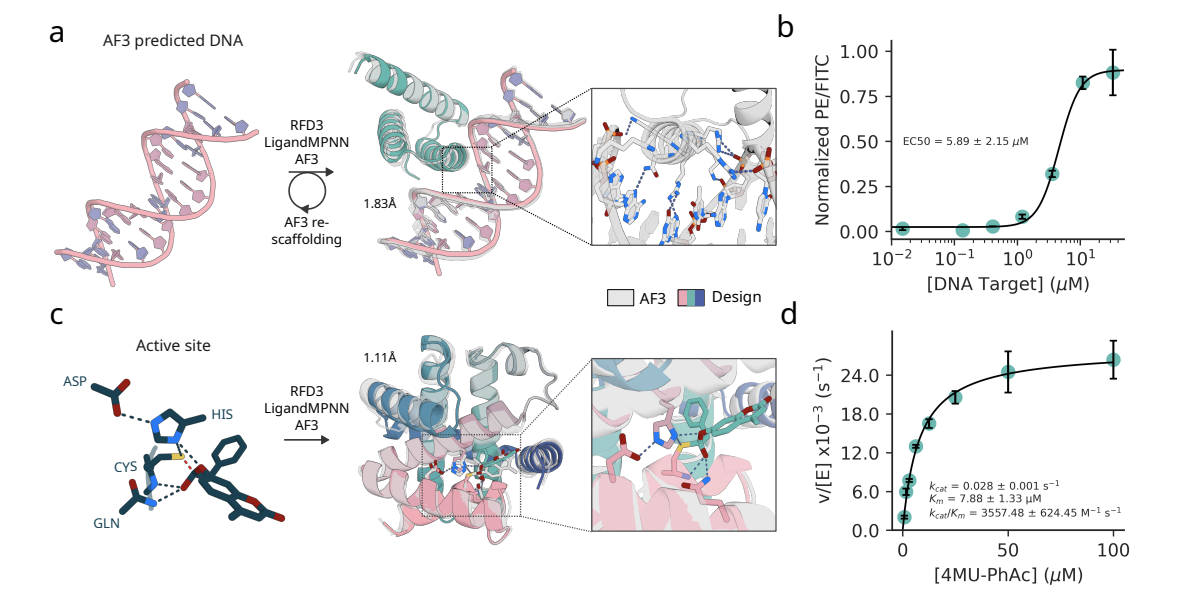 a
AF3 predicted DNA
RFD3
LigandMPNN
AF3
AF3 re-
scaffolding
1.83Å
b
Normalized PE/FITC
1.00
0.75
0.50
0.25
0.00
EC50 = 5.89 ± 2.15 μM
10⁻² 10⁻¹ 10⁰ 10¹
[DNA Target] (μM)
AF3 Design
c
Active site
ASP
HIS
CYS
GLN
RFD3
LigandMPNN
AF3
1.11Å
d
v/[E] x10⁻³ (s⁻¹)
24.0
18.0
12.0
6.0
0.0
k_cat = 0.028 ± 0.001 s⁻¹
K_m = 7.88 ± 1.33 μM
k_cat/K_m = 3557.48 ± 624.45 M⁻¹ s⁻¹
0 50 100
[4MU-PhAc] (μM)